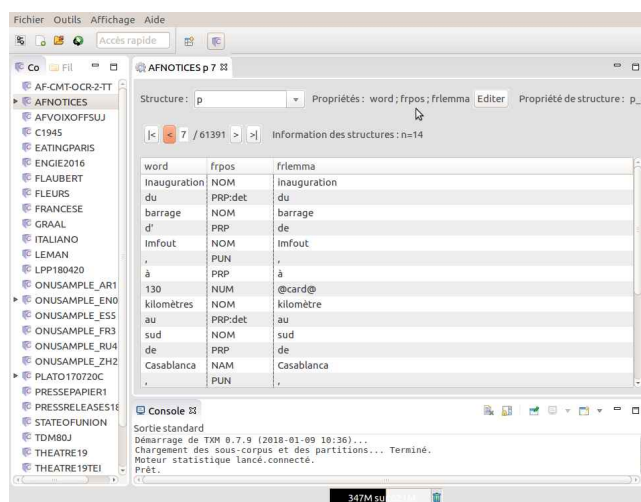 Fichier Outils Affichage Aide
Accès rapide
Co Fil
AF-CMT-OCR-2-TT
AFNOTICES
AFVOIXOFFSUJ
C1945
EATINGPARIS
ENGIE2016
FLAUBERT
FLEURS
FRANCESE
GRAAL
ITALIANO
LEMAN
LPP180420
ONUSAMPLE_AR1
ONUSAMPLE_EN0
ONUSAMPLE_ES5
ONUSAMPLE_FR3
ONUSAMPLE_RU4
ONUSAMPLE_ZH2
PLATO170720C
PRESSEPAPIER1
PRESSRELEASES18
STATEOFUNION
TDM80J
THEATRE19
THEATRE19TEI
AFNOTICES p 7
Structure : p Propriétés : word ; frpos ; frlemma Editer Propriété de structure : p_
|< < 7 / 61391 > >| Information des structures : n=14
word frpos frlemma
Inauguration NOM inauguration
du PRP:det du
barrage NOM barrage
d' PRP de
Imfout NOM Imfout
, PUN ,
à PRP à
130 NUM @card@
kilomètres NOM kilomètre
au PRP:det au
sud NOM sud
de PRP de
Casablanca NAM Casablanca
, PUN ,
Console
Sortie standard
Démarrage de TXM 0.7.9 (2018-01-09 10:36)...
Chargement des sous-corpus et des partitions... Terminé.
Moteur statistique lancé.connecté.
Prêt.
347M su